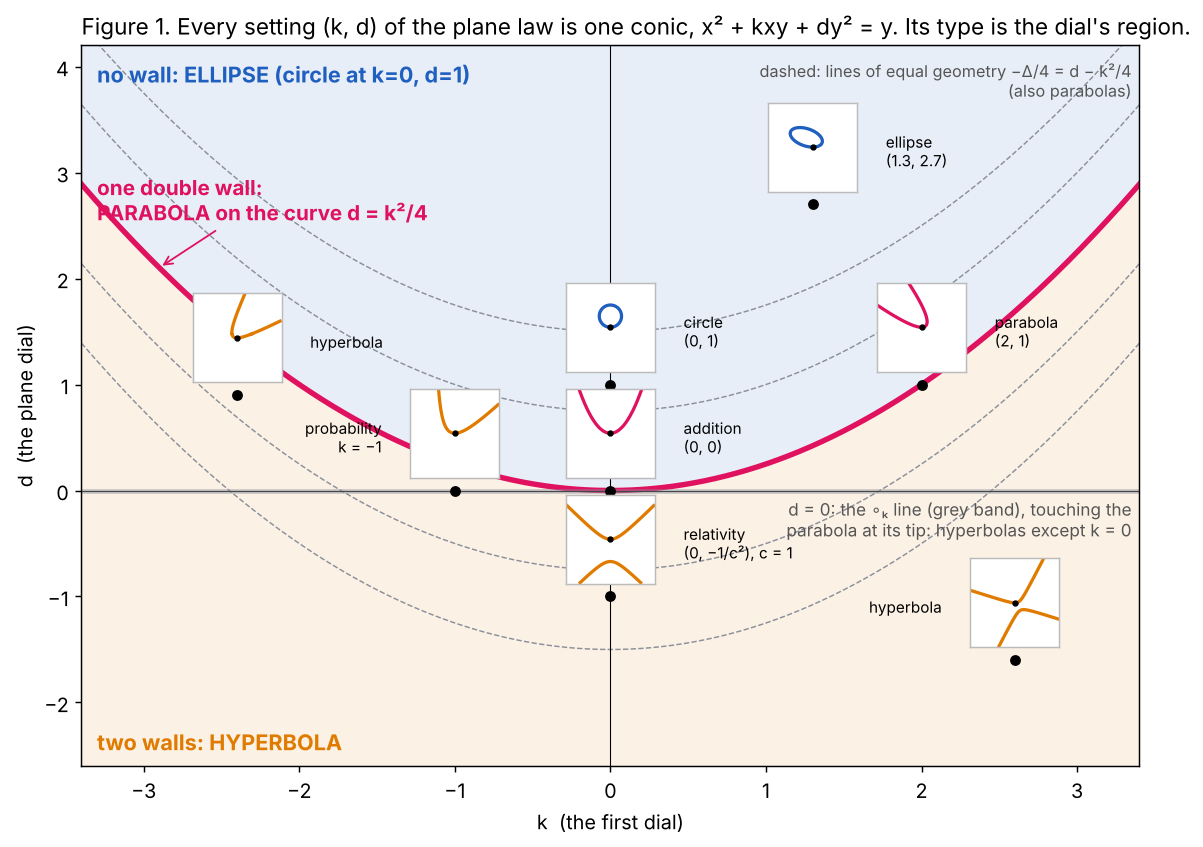 Figure 1. Every setting (k, d) of the plane law is one conic, x² + kxy + dy² = y. Its type is the dial's region.
no wall: ELLIPSE (circle at k=0, d=1)
dashed: lines of equal geometry −Δ/4 = d − k²/4
(also parabolas)
ellipse
(1.3, 2.7)
one double wall:
PARABOLA on the curve d = k²/4
hyperbola
circle
(0, 1)
parabola
(2, 1)
probability
k = −1
addition
(0, 0)
d = 0: the ∘ₖ line (grey band), touching the
parabola at its tip: hyperbolas except k = 0
relativity
(0, −1/c²), c = 1
hyperbola
two walls: HYPERBOLA
4
3
2
1
0
−1
−2
d (the plane dial)
−3
−2
−1
0
1
2
3
k (the first dial)